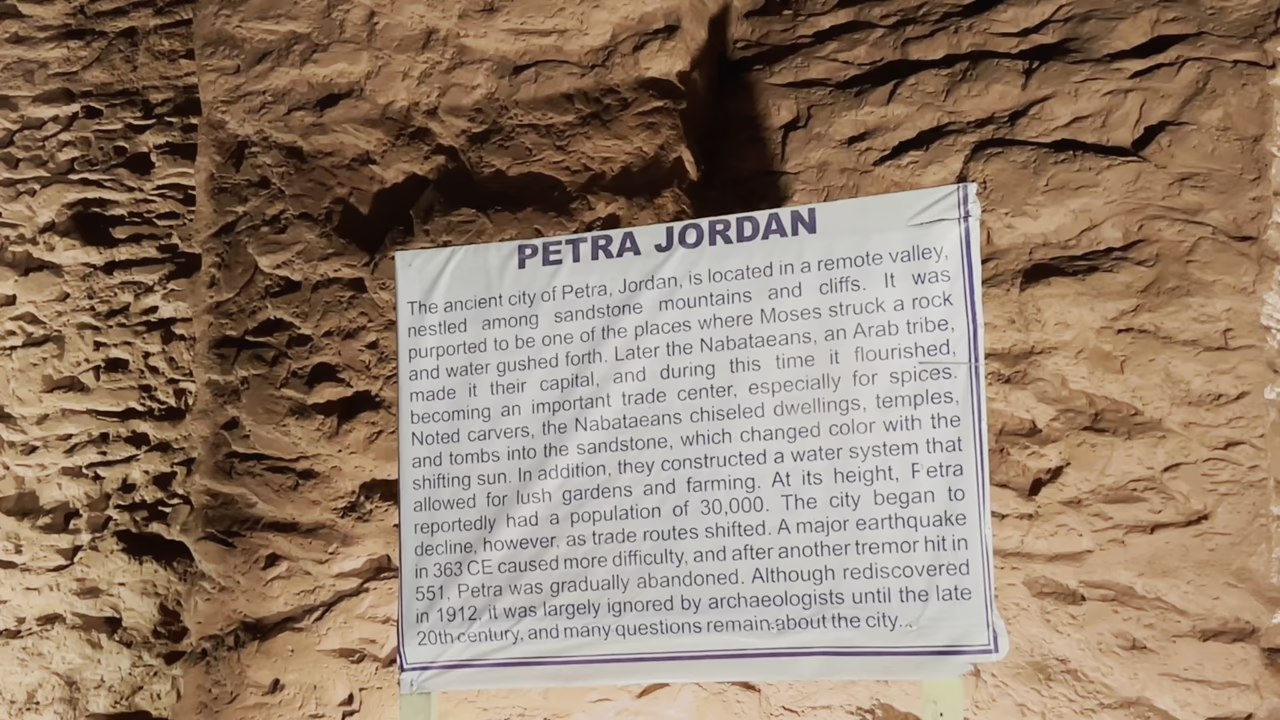 PETRA JORDAN
The ancient city of Petra, Jordan, is located in a remote valley,
nestled among sandstone mountains and cliffs. It was
purported to be one of the places where Moses struck a rock
and water gushed forth. Later the Nabataeans, an Arab tribe,
made it their capital, and during this time it flourished,
becoming an important trade center, especially for spices.
Noted carvers, the Nabataeans chiseled dwellings, temples,
and tombs into the sandstone, which changed color with the
shifting sun. In addition, they constructed a water system that
allowed for lush gardens and farming. At its height, Petra
reportedly had a population of 30,000. The city began to
decline, however, as trade routes shifted. A major earthquake
in 363 CE caused more difficulty, and after another tremor hit in
551, Petra was gradually abandoned. Although rediscovered
in 1912, it was largely ignored by archaeologists until the late
20th century, and many questions remain about the city...